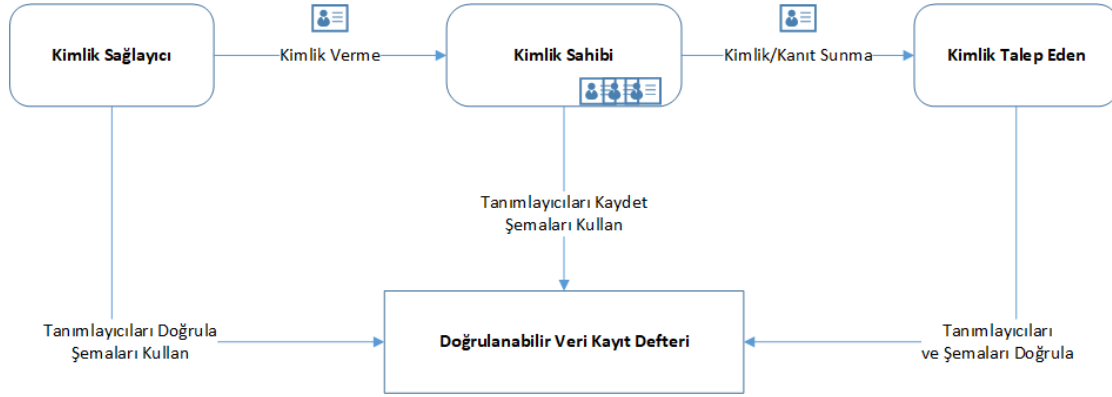 Kimlik Sağlayıcı
Kimlik Verme
Kimlik Sahibi
Kimlik/Kanıt Sunma
Kimlik Talep Eden
Tanımlayıcıları Kaydet
Şemaları Kullan
Tanımlayıcıları Doğrula
Şemaları Kullan
Doğrulanabilir Veri Kayıt Defteri
Tanımlayıcıları
ve Şemaları Doğrula